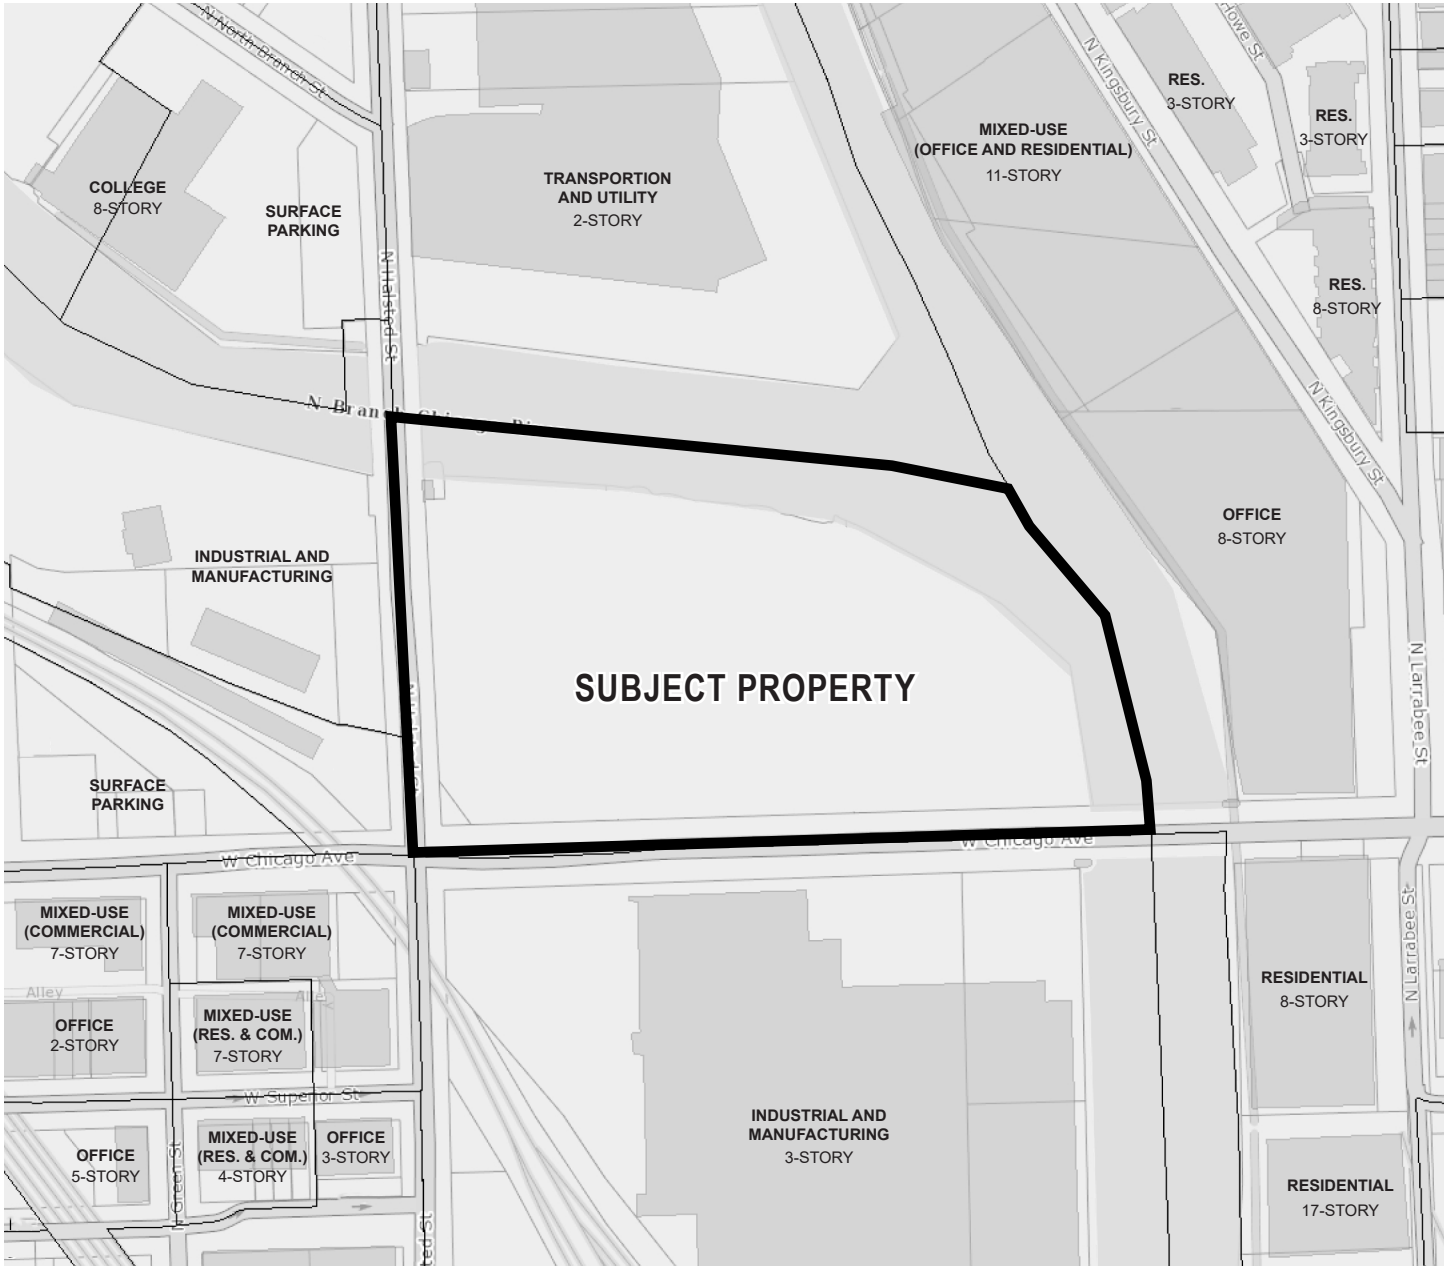 N North Branch St
Howe St
N Kingsbury St
RES.
3-STORY
RES.
3-STORY
MIXED-USE
(OFFICE AND RESIDENTIAL)
11-STORY
COLLEGE
8-STORY
TRANSPORTION
AND UTILITY
2-STORY
SURFACE
PARKING
N Halsted St
RES.
8-STORY
N Branch
N Kingsbury St
OFFICE
8-STORY
INDUSTRIAL AND
MANUFACTURING
SUBJECT PROPERTY
N Larrabee St
SURFACE
PARKING
W Chicago Ave
W Chicago Ave
MIXED-USE
(COMMERCIAL)
7-STORY
MIXED-USE
(COMMERCIAL)
7-STORY
N Larrabee St
RESIDENTIAL
8-STORY
Alley
Alley
OFFICE
2-STORY
MIXED-USE
(RES. & COM.)
7-STORY
W Superior St
INDUSTRIAL AND
MANUFACTURING
3-STORY
OFFICE
5-STORY
N Green St
MIXED-USE
(RES. & COM.)
4-STORY
OFFICE
3-STORY
RESIDENTIAL
17-STORY
ted St